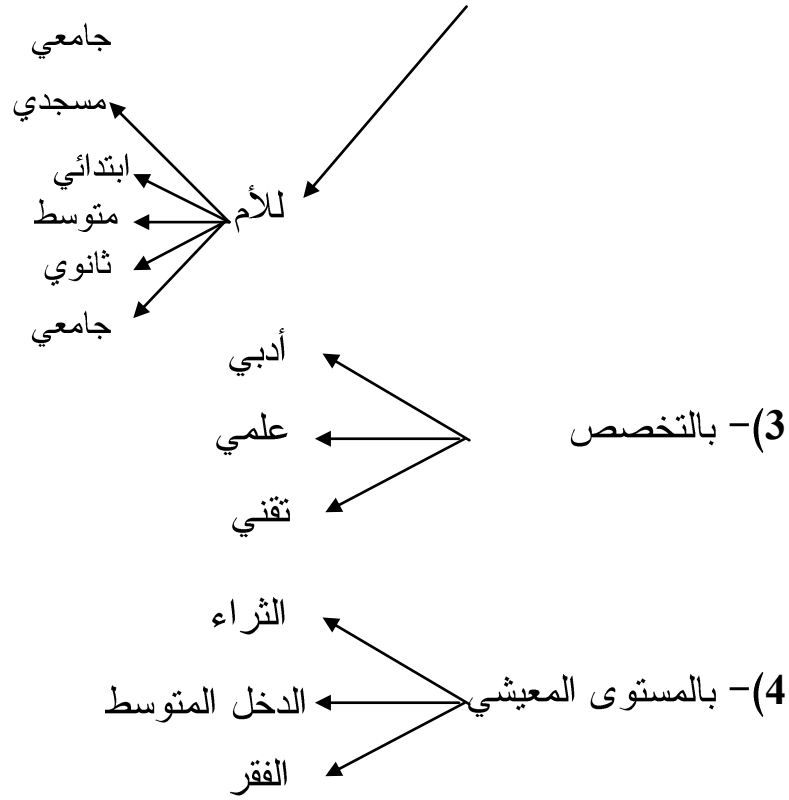 جامعي
مسجدي
ابتدائي
للأم
متوسط
ثانوي
جامعي
أدبي
3)- بالتخصص
علمي
تقني
الثراء
4)- بالمستوى المعيشي
الدخل المتوسط
الفقر